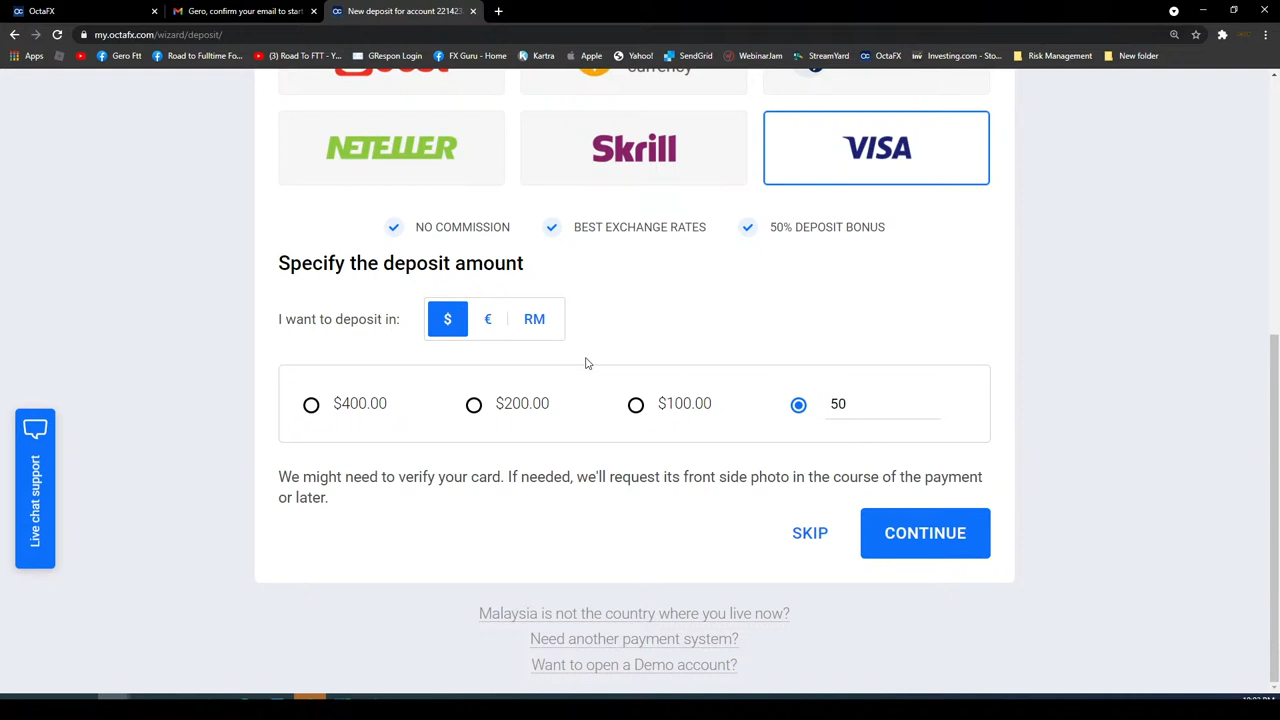 OctaFX
Gero, confirm your email to start
New deposit for account 221423
my.octafx.com/wizard/deposit/
Apps
Gero Ftt
Road to Fulltime Fo...
(3) Road To FTT - Y...
GRespon Login
FX Guru - Home
Kartra
Apple
Yahoo!
SendGrid
WebinarJam
StreamYard
OctaFX
Investing.com - Sto...
Risk Management
New folder
currency
NETELLER
Skrill
VISA
NO COMMISSION
BEST EXCHANGE RATES
50% DEPOSIT BONUS
Specify the deposit amount
I want to deposit in:
$
€
RM
$400.00
$200.00
$100.00
50
We might need to verify your card. If needed, we'll request its front side photo in the course of the payment
or later.
SKIP
CONTINUE
Live chat support
Malaysia is not the country where you live now?
Need another payment system?
Want to open a Demo account?